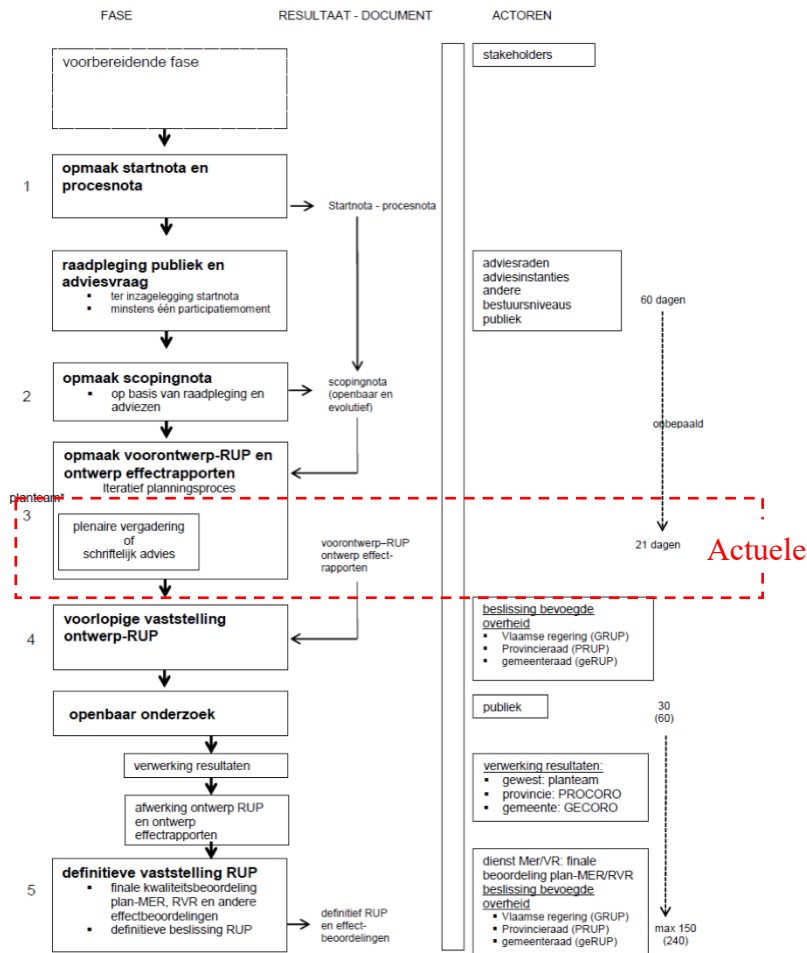 FASE
RESULTAAT - DOCUMENT
ACTOREN
voorbereidende fase
stakeholders
1
opmaak startnota en
procesnota
Startnota - procesnota
raadpleging publiek en
adviesvraag
▪ ter inzagelegging startnota
▪ minstens één participatiemoment
adviesraden
adviesinstanties
andere
bestuursniveaus
publiek
60 dagen
2
opmaak scopingnota
▪ op basis van raadpleging en
adviezen
scopingnota
(openbaar en
evolutief)
onbepaald
opmaak voorontwerp-RUP en
ontwerp effectrapporten
Iteratief planningsproces
planteam*
3
plenaire vergadering
of
schriftelijk advies
voorontwerp–RUP
ontwerp effect-
rapporten
21 dagen
Actuele
4
voorlopige vaststelling
ontwerp-RUP
beslissing bevoegde
overheid
▪ Vlaamse regering (GRUP)
▪ Provincieraad (PRUP)
▪ gemeenteraad (geRUP)
openbaar onderzoek
publiek
30
(60)
verwerking resultaten
verwerking resultaten:
▪ gewest: planteam
▪ provincie: PROCORO
▪ gemeente: GECORO
afwerking ontwerp RUP
en ontwerp
effectrapporten
5
definitieve vaststelling RUP
▪ finale kwaliteitsbeoordeling
plan-MER, RVR en andere
effectbeoordelingen
▪ definitieve beslissing RUP
definitief RUP
en effect-
beoordelingen
dienst Mer/VR: finale
beoordeling plan-MER/RVR
beslissing bevoegde
overheid
▪ Vlaamse regering (GRUP)
▪ Provincieraad (PRUP)
▪ gemeenteraad (geRUP)
max 150
(240)